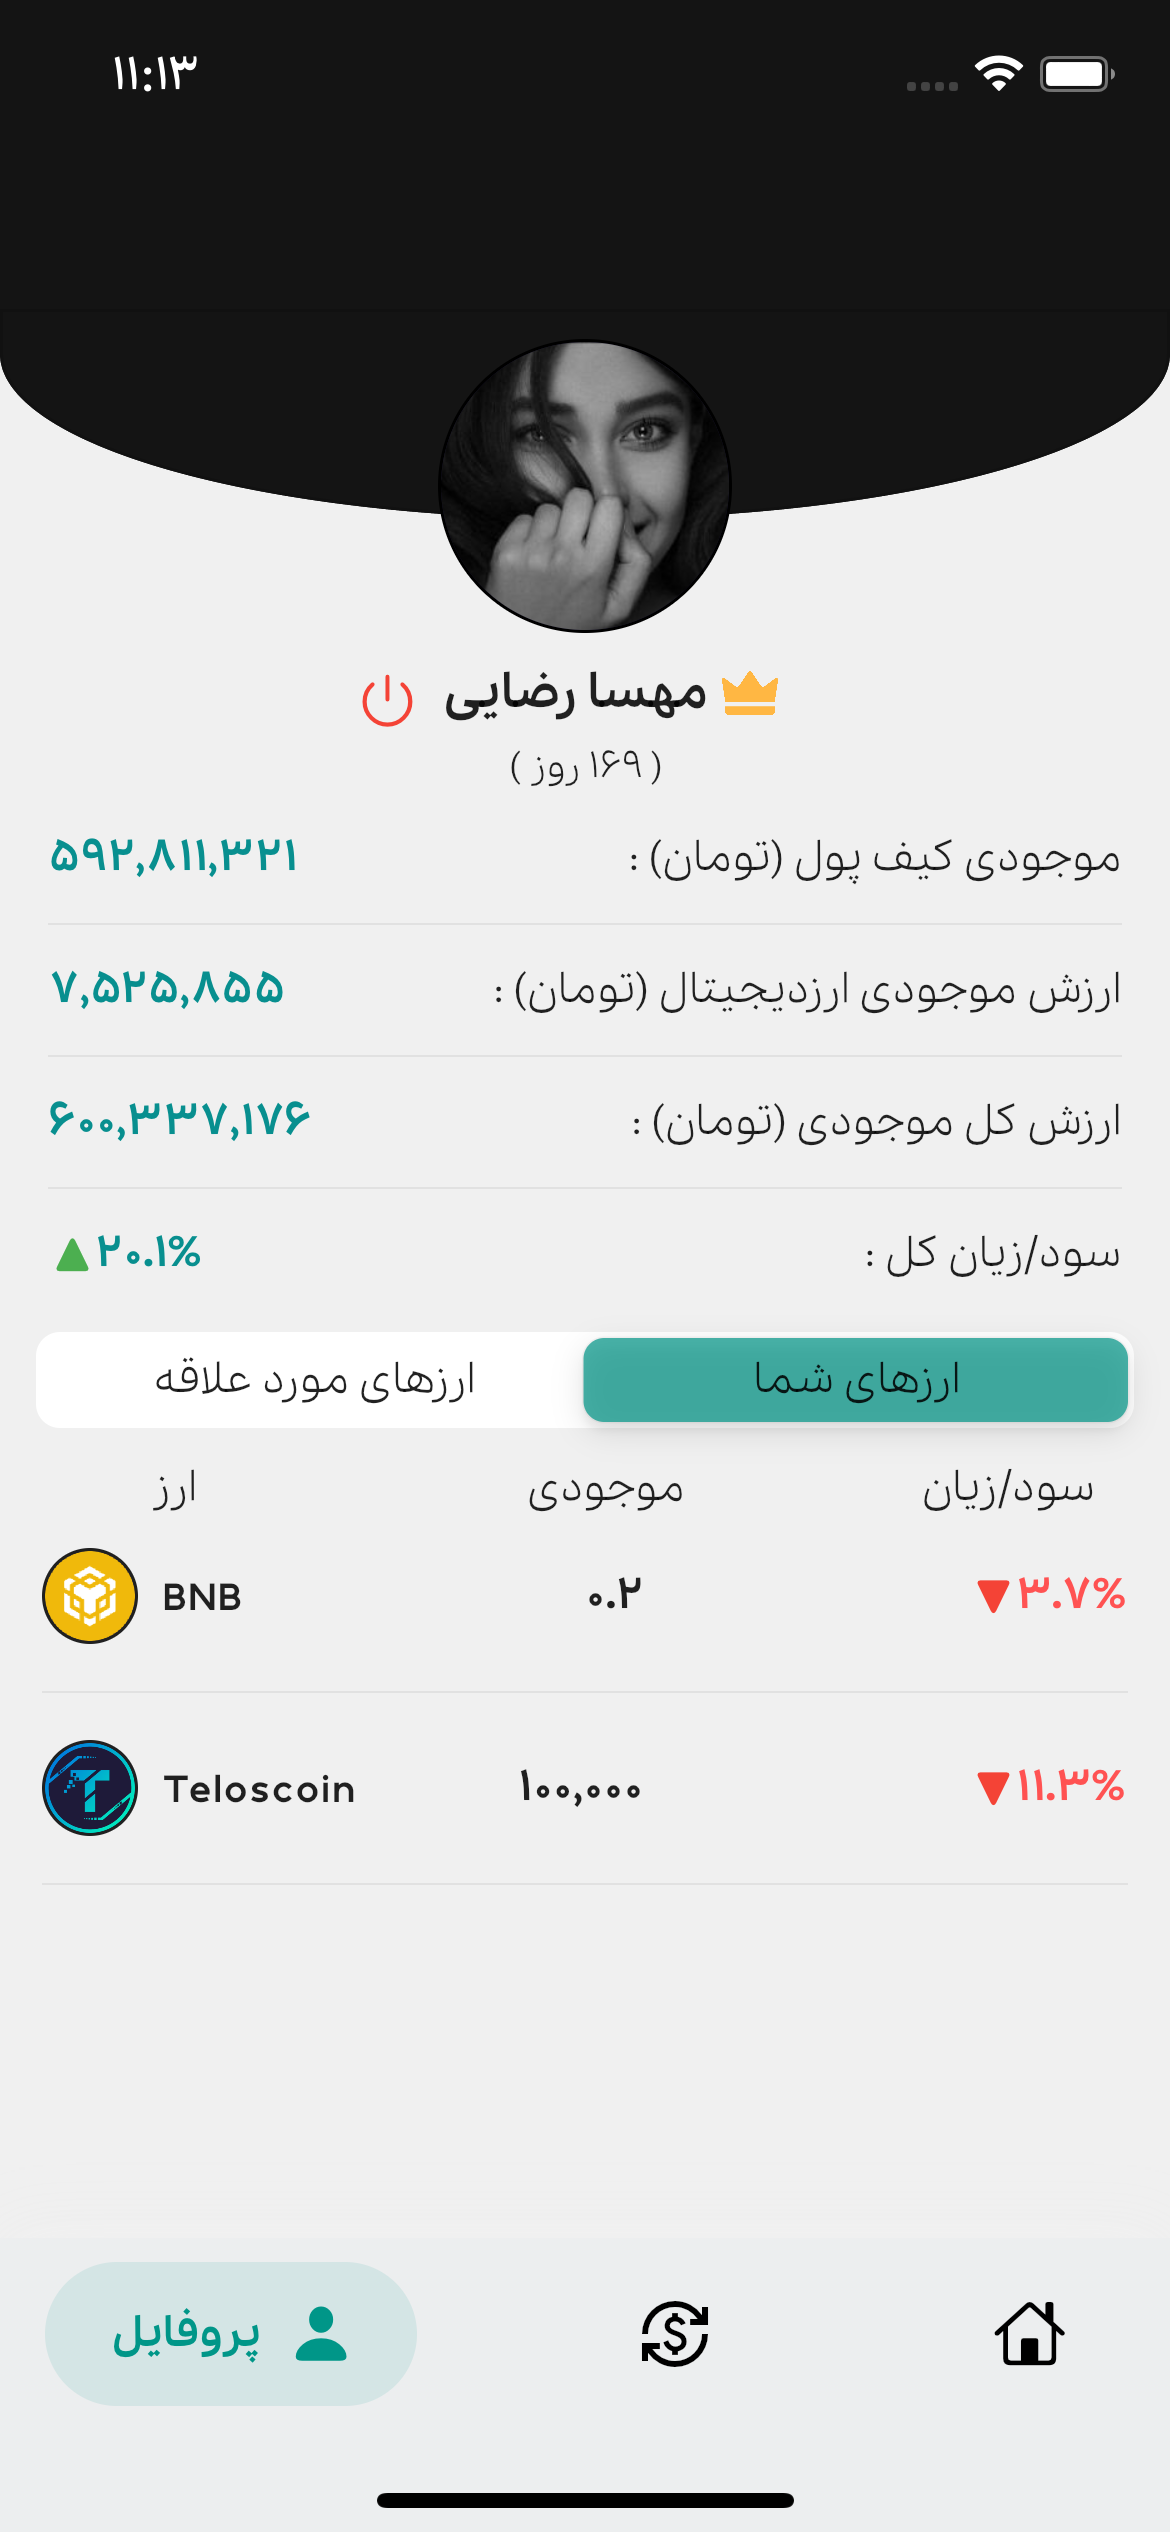 ۱۱:۱۳
مهسا رضایی
( ۱۶۹ روز )
موجودی کیف پول (تومان) : ۵۹۲,۸۱۱,۳۲۱
ارزش موجودی ارزدیجیتال (تومان) : ۷,۵۲۵,۸۵۵
ارزش کل موجودی (تومان) : ۶۰۰,۳۳۷,۱۷۶
سود/زیان کل : ۲۰.۱%
ارزهای شما ارزهای مورد علاقه
سود/زیان موجودی ارز
۳.۷% ۰.۲ BNB
۱۱.۳% ۱۰۰,۰۰۰ Teloscoin
پروفایل